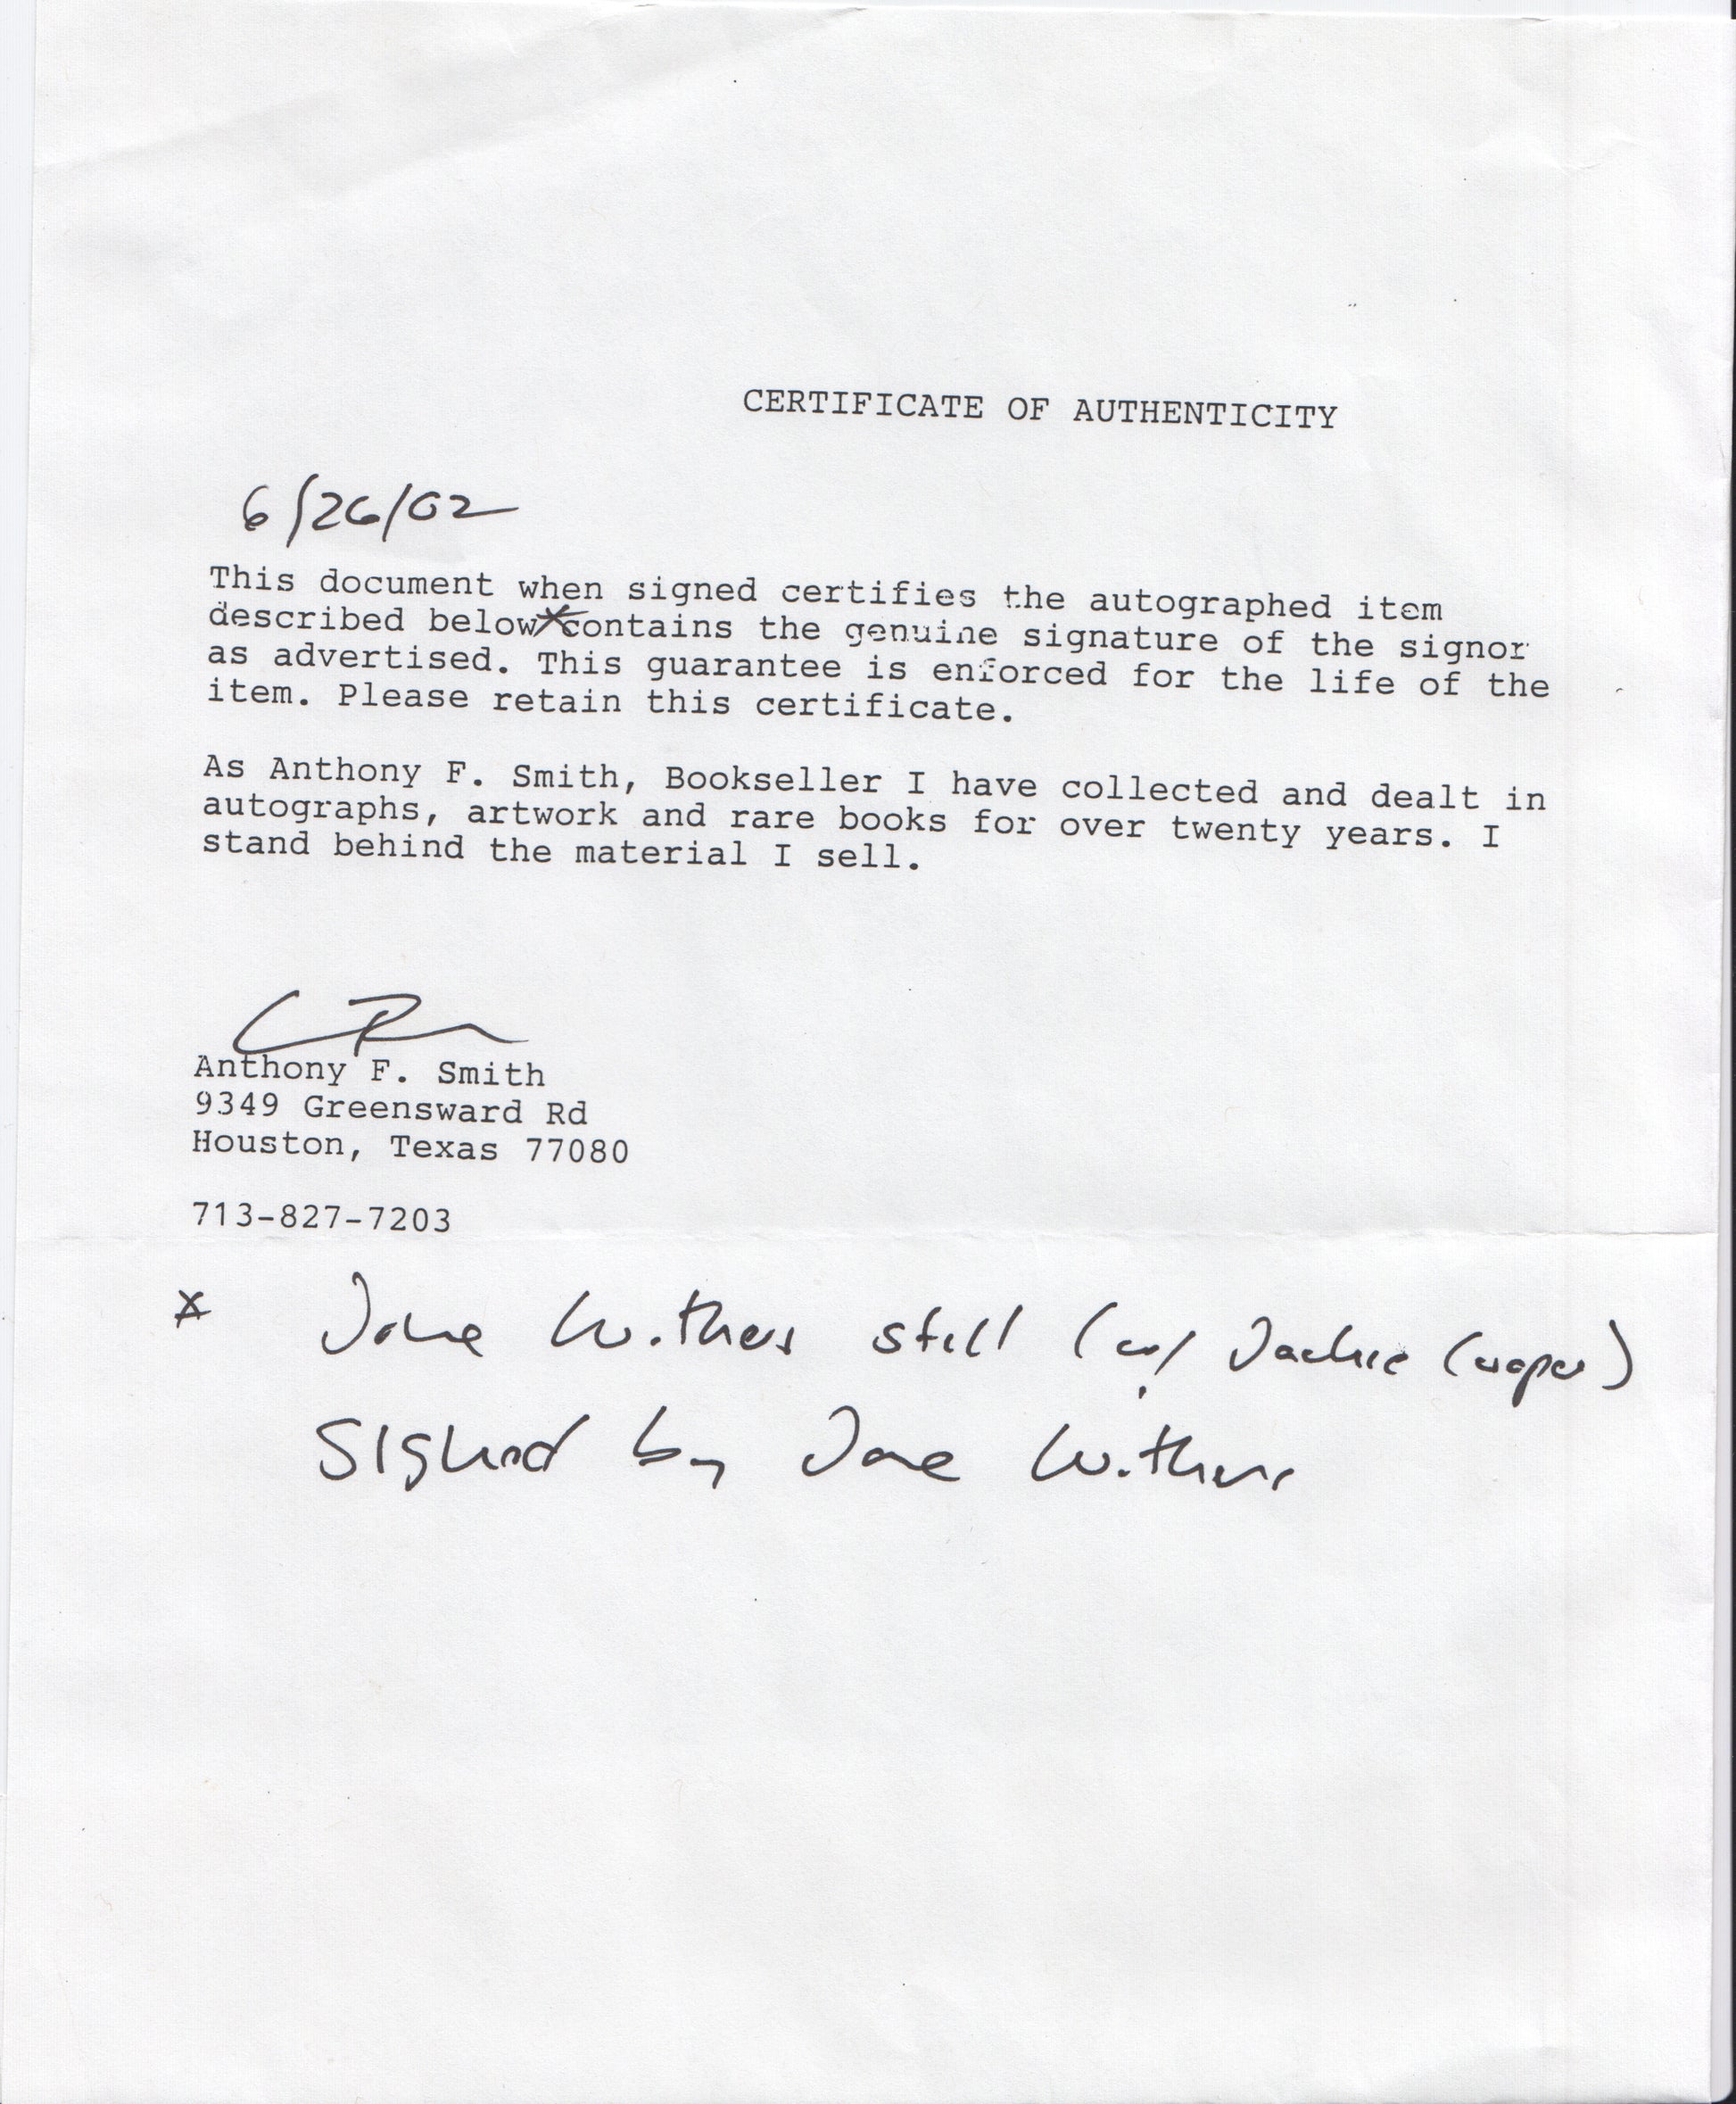 CERTIFICATE OF AUTHENTICITY
6/26/02
This document when signed certifies the autographed item
described below*contains the genuine signature of the signor
as advertised. This guarantee is enforced for the life of the
item. Please retain this certificate.
As Anthony F. Smith, Bookseller I have collected and dealt in
autographs, artwork and rare books for over twenty years. I
stand behind the material I sell.
Anthony F. Smith
9349 Greensward Rd
Houston, Texas 77080
713-827-7203
* Jane Withers still (w/ Jackie Cooper)
Signed by Jane Withers